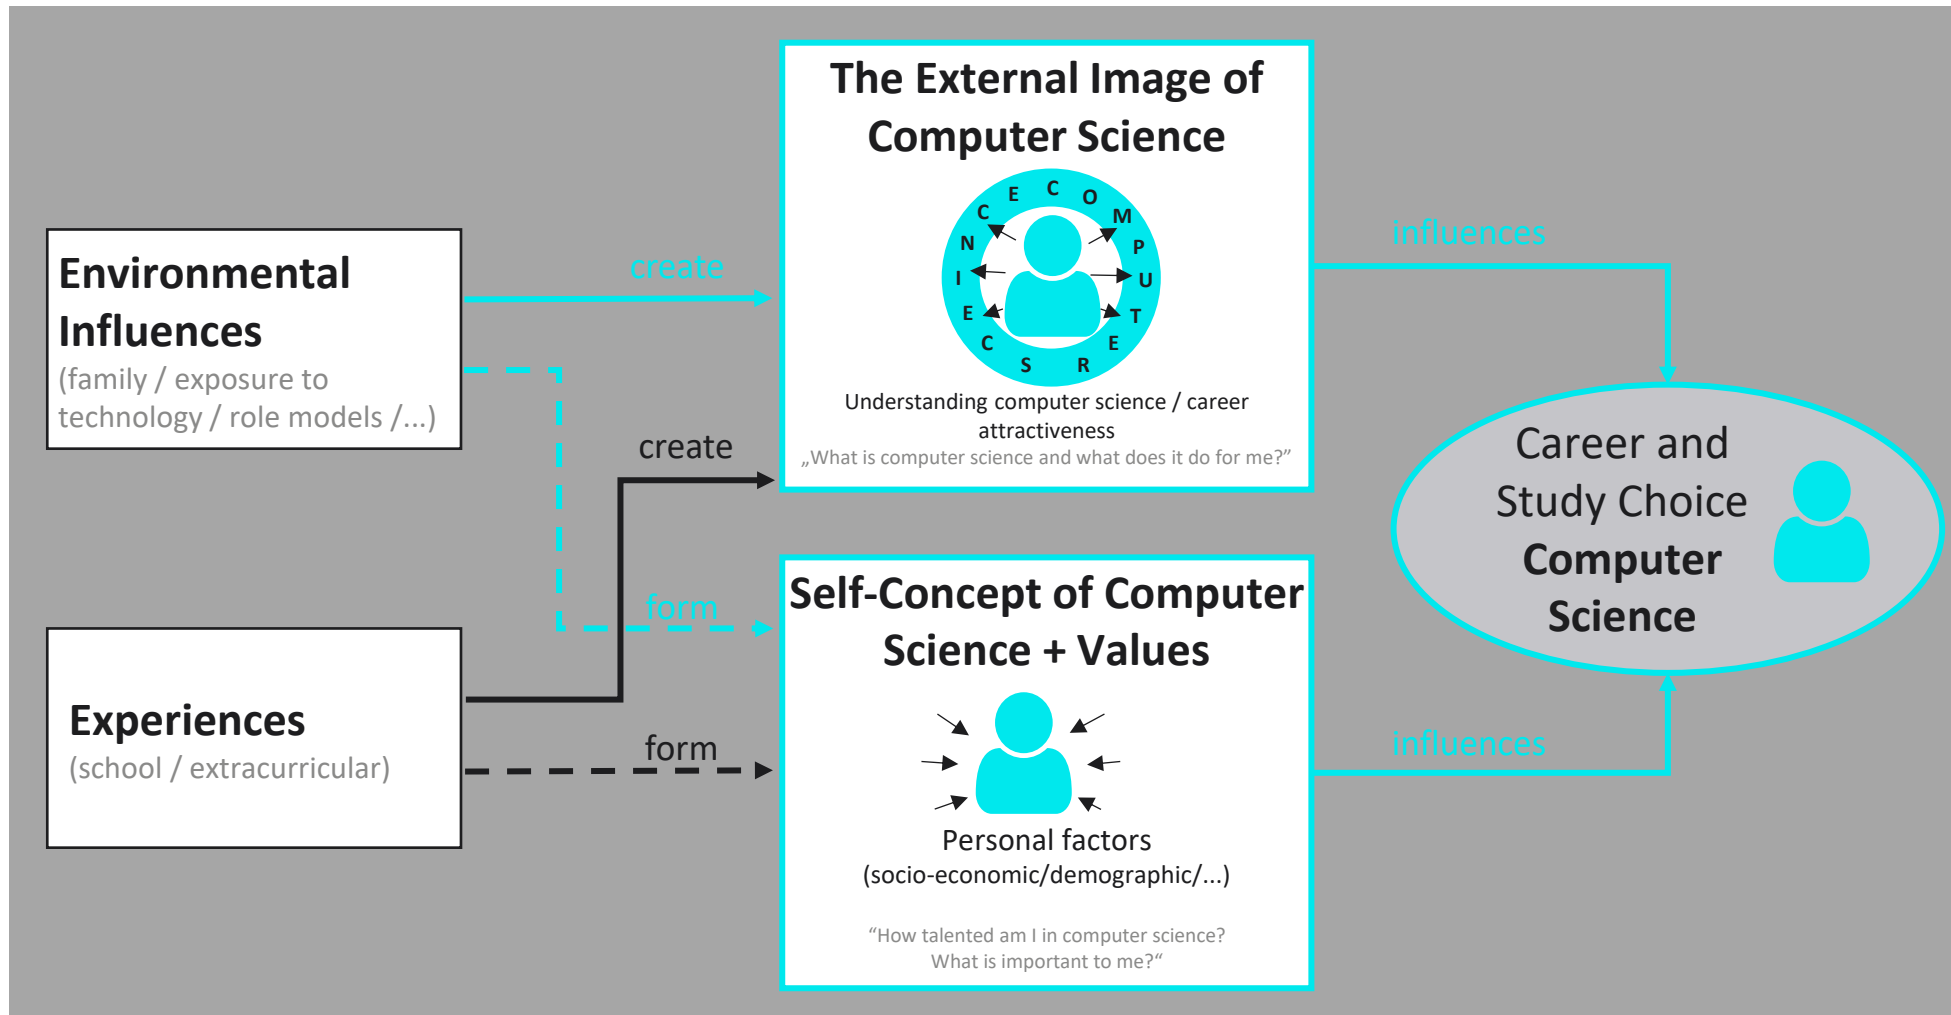 Environmental
Influences
(family / exposure to
technology / role models /...)
Experiences
(school / extracurricular)
create
create
form
form
The External Image of
Computer Science
COMPUTERSCIENCE
Understanding computer science / career
attractiveness
„What is computer science and what does it do for me?”
Self-Concept of Computer
Science + Values
Personal factors
(socio-economic/demographic/...)
“How talented am I in computer science?
What is important to me?“
influences
influences
Career and
Study Choice
Computer
Science